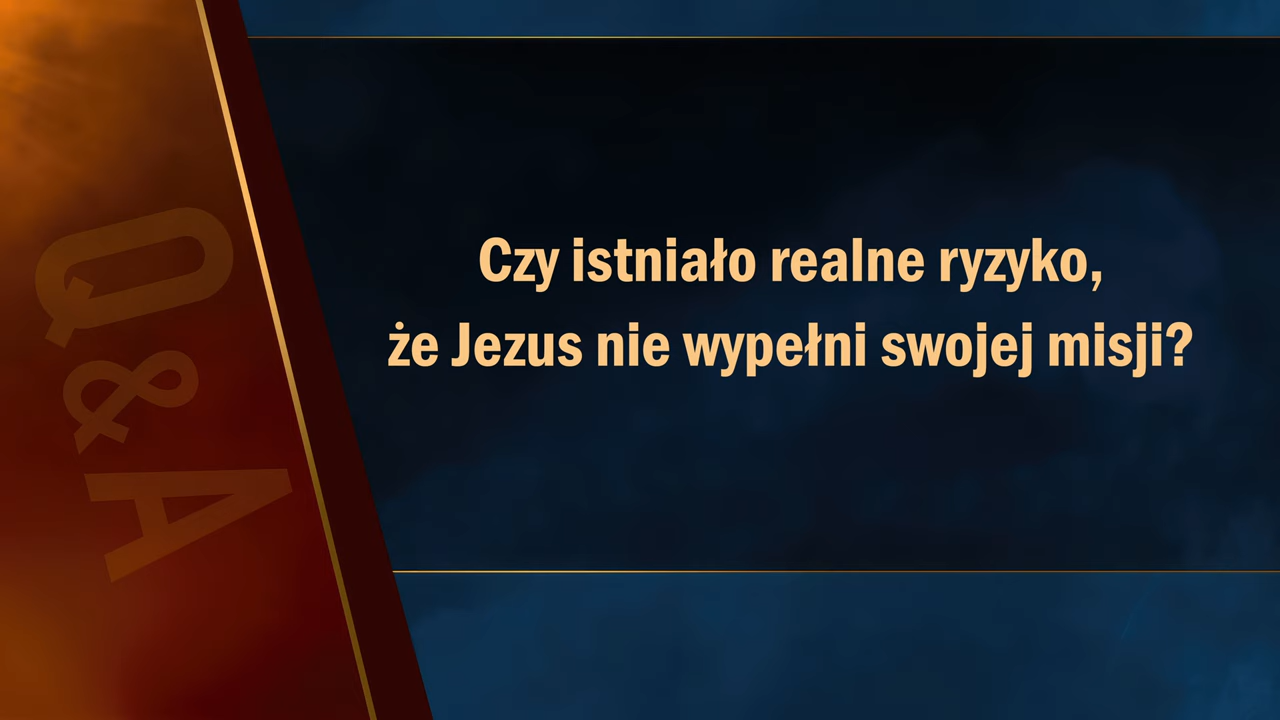 Q & A
Czy istniało realne ryzyko,
że Jezus nie wypełni swojej misji?